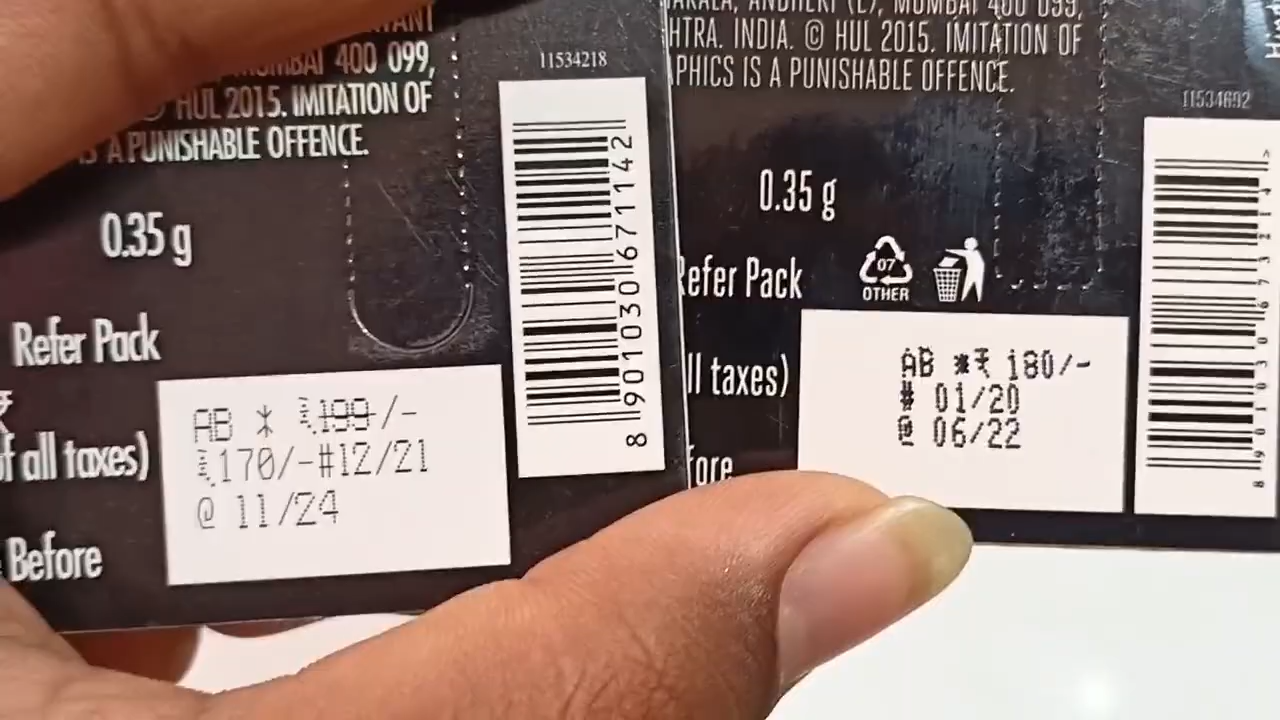 MUMBAI 400 099,
HUL 2015. IMITATION OF
IS A PUNISHABLE OFFENCE.
0.35 g
Refer Pack
₹
of all taxes)
Before
AB * ₹199/-
₹170/-#12/21
@ 11/24
11534218
8 901030 671142
ANDHERI (E), MUMBAI 400 099,
HTRA. INDIA. © HUL 2015. IMITATION OF
PHICS IS A PUNISHABLE OFFENCE.
0.35 g
Refer Pack
07
OTHER
ll taxes)
fore
AB *₹ 180/-
# 01/20
@ 06/22
11534692